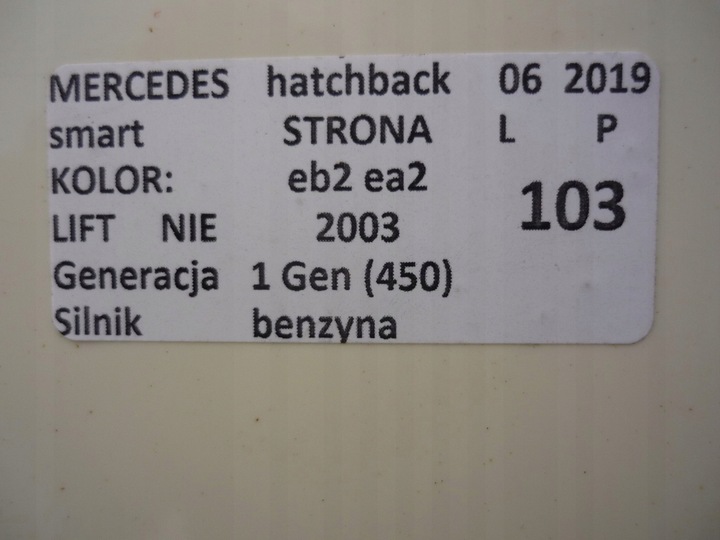 MERCEDES hatchback 06 2019
smart STRONA L P
KOLOR: eb2 ea2 103
LIFT NIE 2003
Generacja 1 Gen (450)
Silnik benzyna